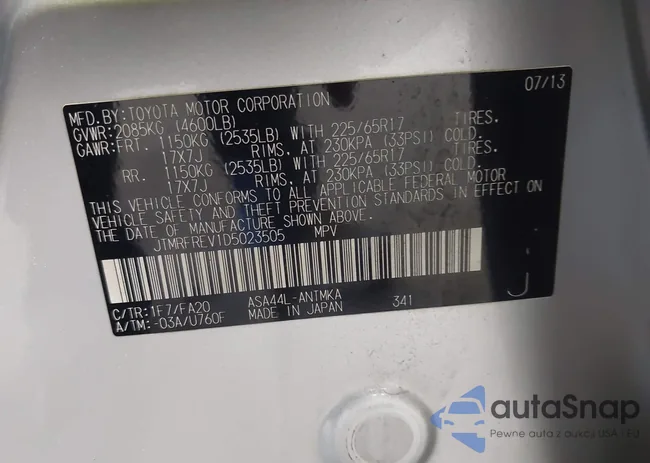 07/13
MFD.BY:TOYOTA MOTOR CORPORATION
GVWR: 2085KG (4600LB)
GAWR:FRT. 1150KG (2535LB) WITH 225/65R17 TIRES,
17X7J RIMS, AT 230KPA (33PSI) COLD.
RR. 1150KG (2535LB) WITH 225/65R17 TIRES,
17X7J RIMS, AT 230KPA (33PSI) COLD.
THIS VEHICLE CONFORMS TO ALL APPLICABLE FEDERAL MOTOR
VEHICLE SAFETY AND THEFT PREVENTION STANDARDS IN EFFECT ON
THE DATE OF MANUFACTURE SHOWN ABOVE.
JTMRFREV1D5023505 MPV
C/TR:1F7/FA20 ASA44L-ANTMKA 341
A/TM:-03A/U760F MADE IN JAPAN
J
autaSnap
Pewne auta z aukcji USA - EU